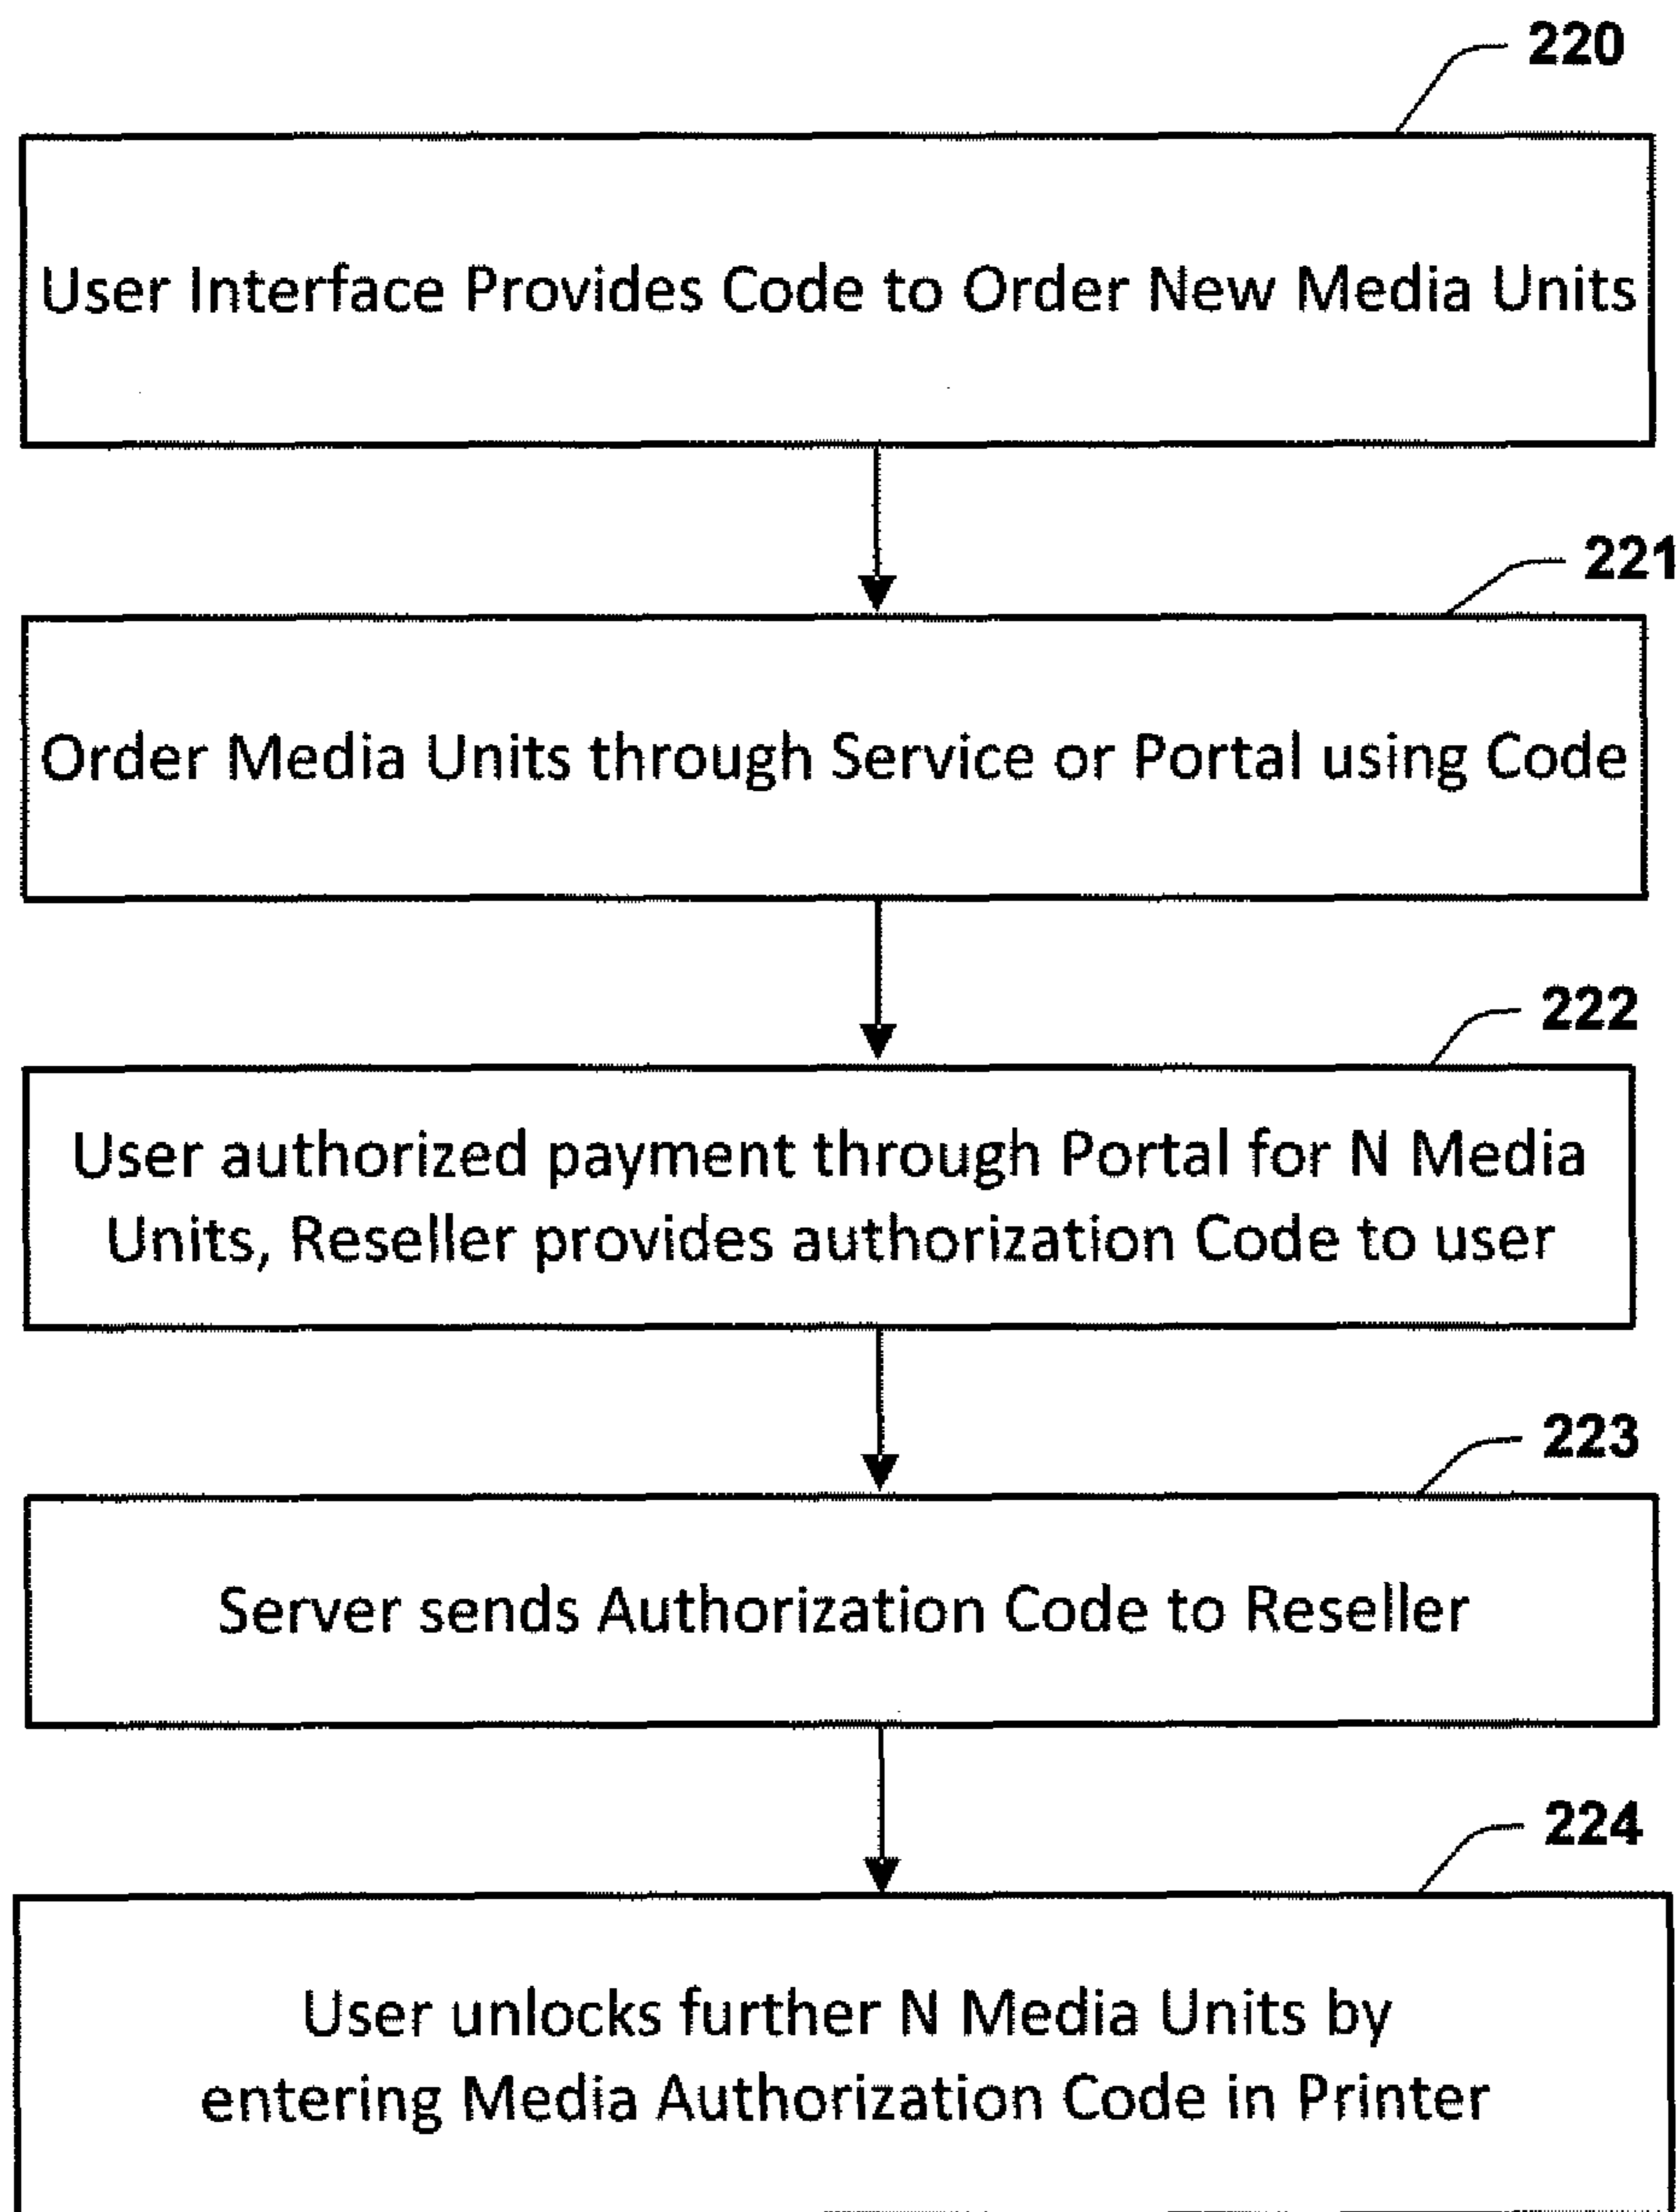 220
User Interface Provides Code to Order New Media Units
221
Order Media Units through Service or Portal using Code
222
User authorized payment through Portal for N Media
Units, Reseller provides authorization Code to user
223
Server sends Authorization Code to Reseller
224
User unlocks further N Media Units by
entering Media Authorization Code in Printer